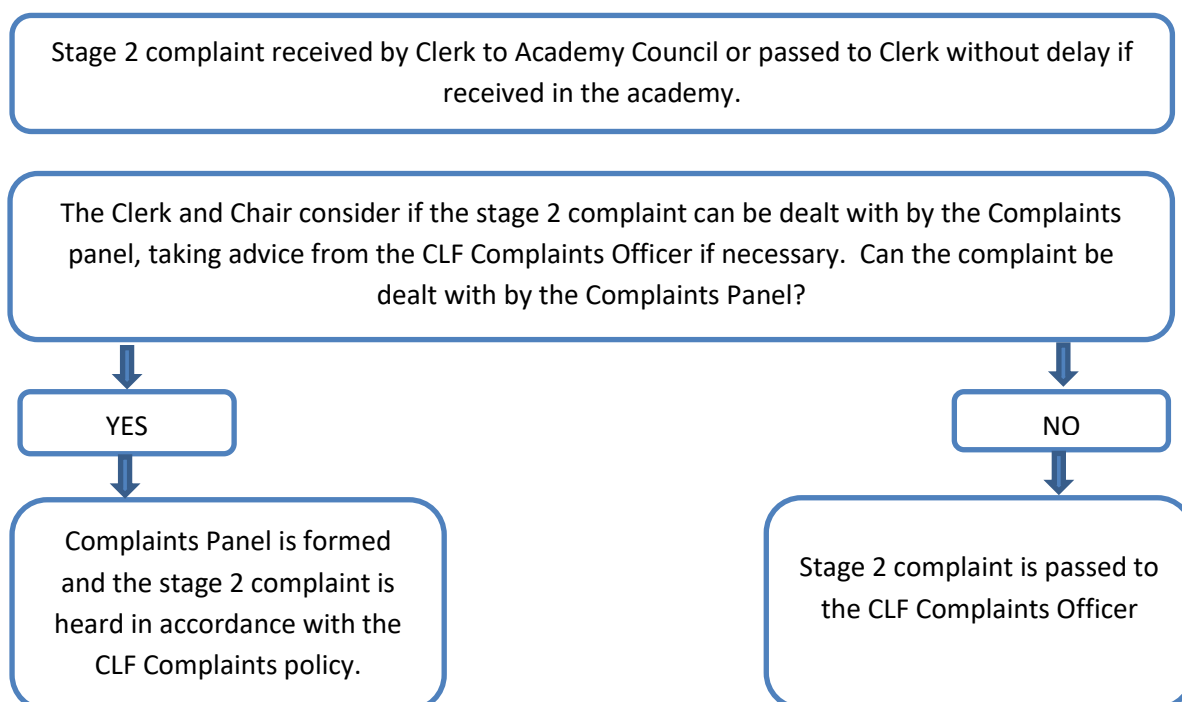 Stage 2 complaint received by Clerk to Academy Council or passed to Clerk without delay if
received in the academy.
The Clerk and Chair consider if the stage 2 complaint can be dealt with by the Complaints
panel, taking advice from the CLF Complaints Officer if necessary.  Can the complaint be
dealt with by the Complaints Panel?
YES
NO
Complaints Panel is formed
and the stage 2 complaint is
heard in accordance with the
CLF Complaints policy.
Stage 2 complaint is passed to
the CLF Complaints Officer